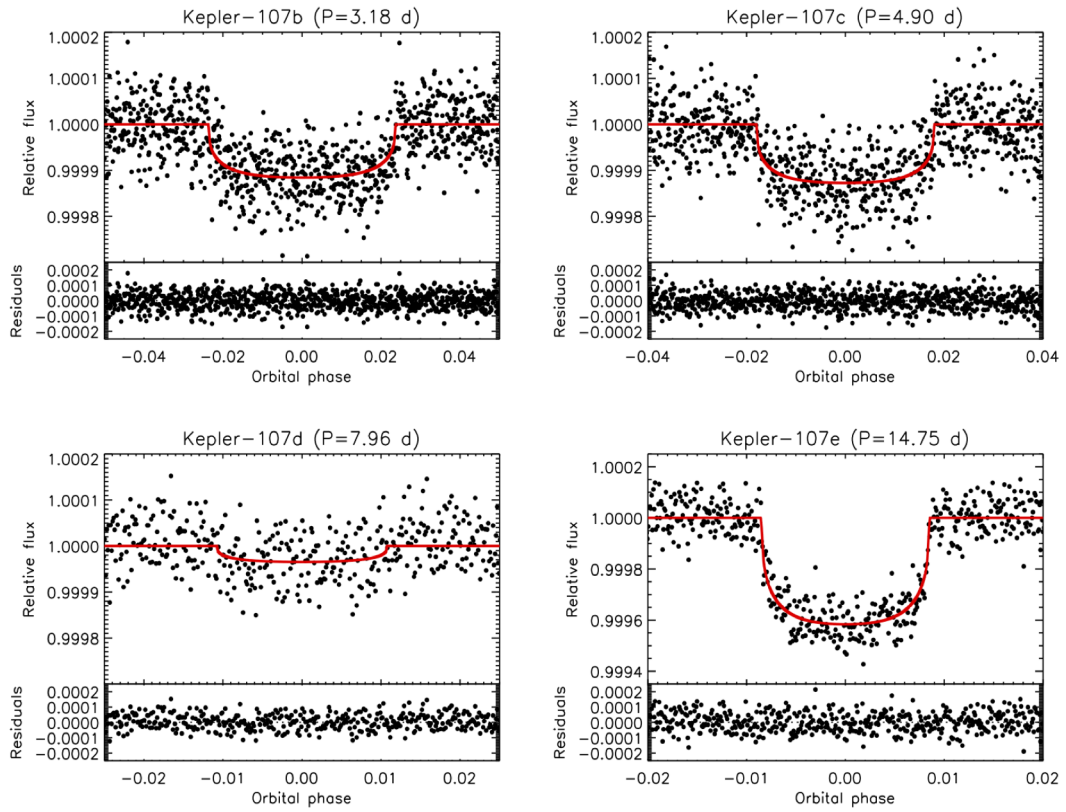 Kepler-107b (P=3.18 d)
1.0002
1.0001
1.0000
0.9999
0.9998
Relative flux
0.0002
0.0001
0.0000
-0.0001
-0.0002
Residuals
-0.04 -0.02 0.00 0.02 0.04
Orbital phase
Kepler-107c (P=4.90 d)
1.0002
1.0001
1.0000
0.9999
0.9998
Relative flux
0.0002
0.0001
0.0000
-0.0001
-0.0002
Residuals
-0.04 -0.02 0.00 0.02 0.04
Orbital phase
Kepler-107d (P=7.96 d)
1.0002
1.0001
1.0000
0.9999
0.9998
Relative flux
0.0002
0.0001
0.0000
-0.0001
-0.0002
Residuals
-0.02 -0.01 0.00 0.01 0.02
Orbital phase
Kepler-107e (P=14.75 d)
1.0002
1.0000
0.9998
0.9996
0.9994
Relative flux
0.0002
0.0001
0.0000
-0.0001
-0.0002
Residuals
-0.02 -0.01 0.00 0.01 0.02
Orbital phase